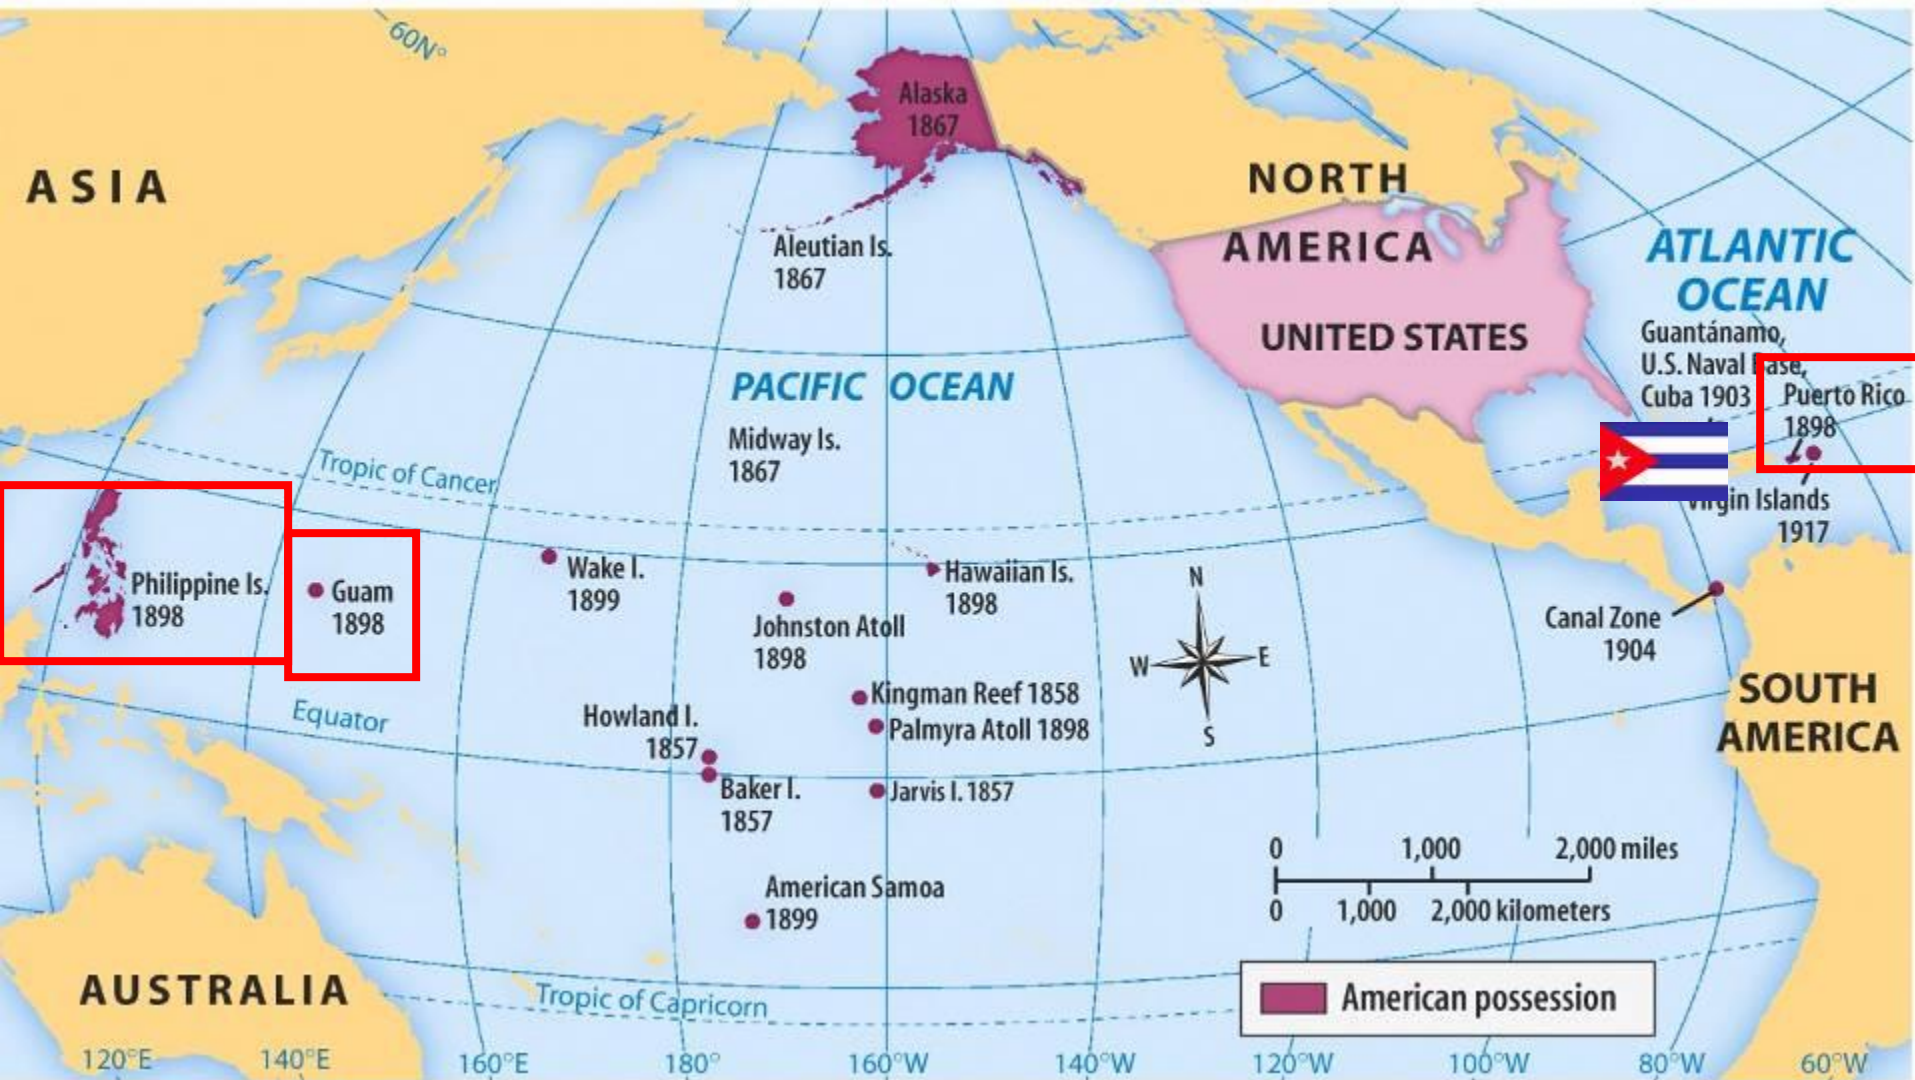 60N°
Alaska
1867
ASIA
NORTH
AMERICA
Aleutian Is.
1867
ATLANTIC
OCEAN
UNITED STATES
Guantánamo,
U.S. Naval Base,
Cuba 1903
Puerto Rico
1898
PACIFIC OCEAN
Midway Is.
1867
Tropic of Cancer
Virgin Islands
1917
Philippine Is.
1898
Guam
1898
Wake I.
1899
Johnston Atoll
1898
Hawaiian Is.
1898
N
W
E
S
Canal Zone
1904
Kingman Reef 1858
Palmyra Atoll 1898
Howland I.
1857
Baker I.
1857
Jarvis I. 1857
Equator
SOUTH
AMERICA
American Samoa
1899
0 1,000 2,000 miles
0 1,000 2,000 kilometers
AUSTRALIA
Tropic of Capricorn
American possession
120°E 140°E 160°E 180° 160°W 140°W 120°W 100°W 80°W 60°W